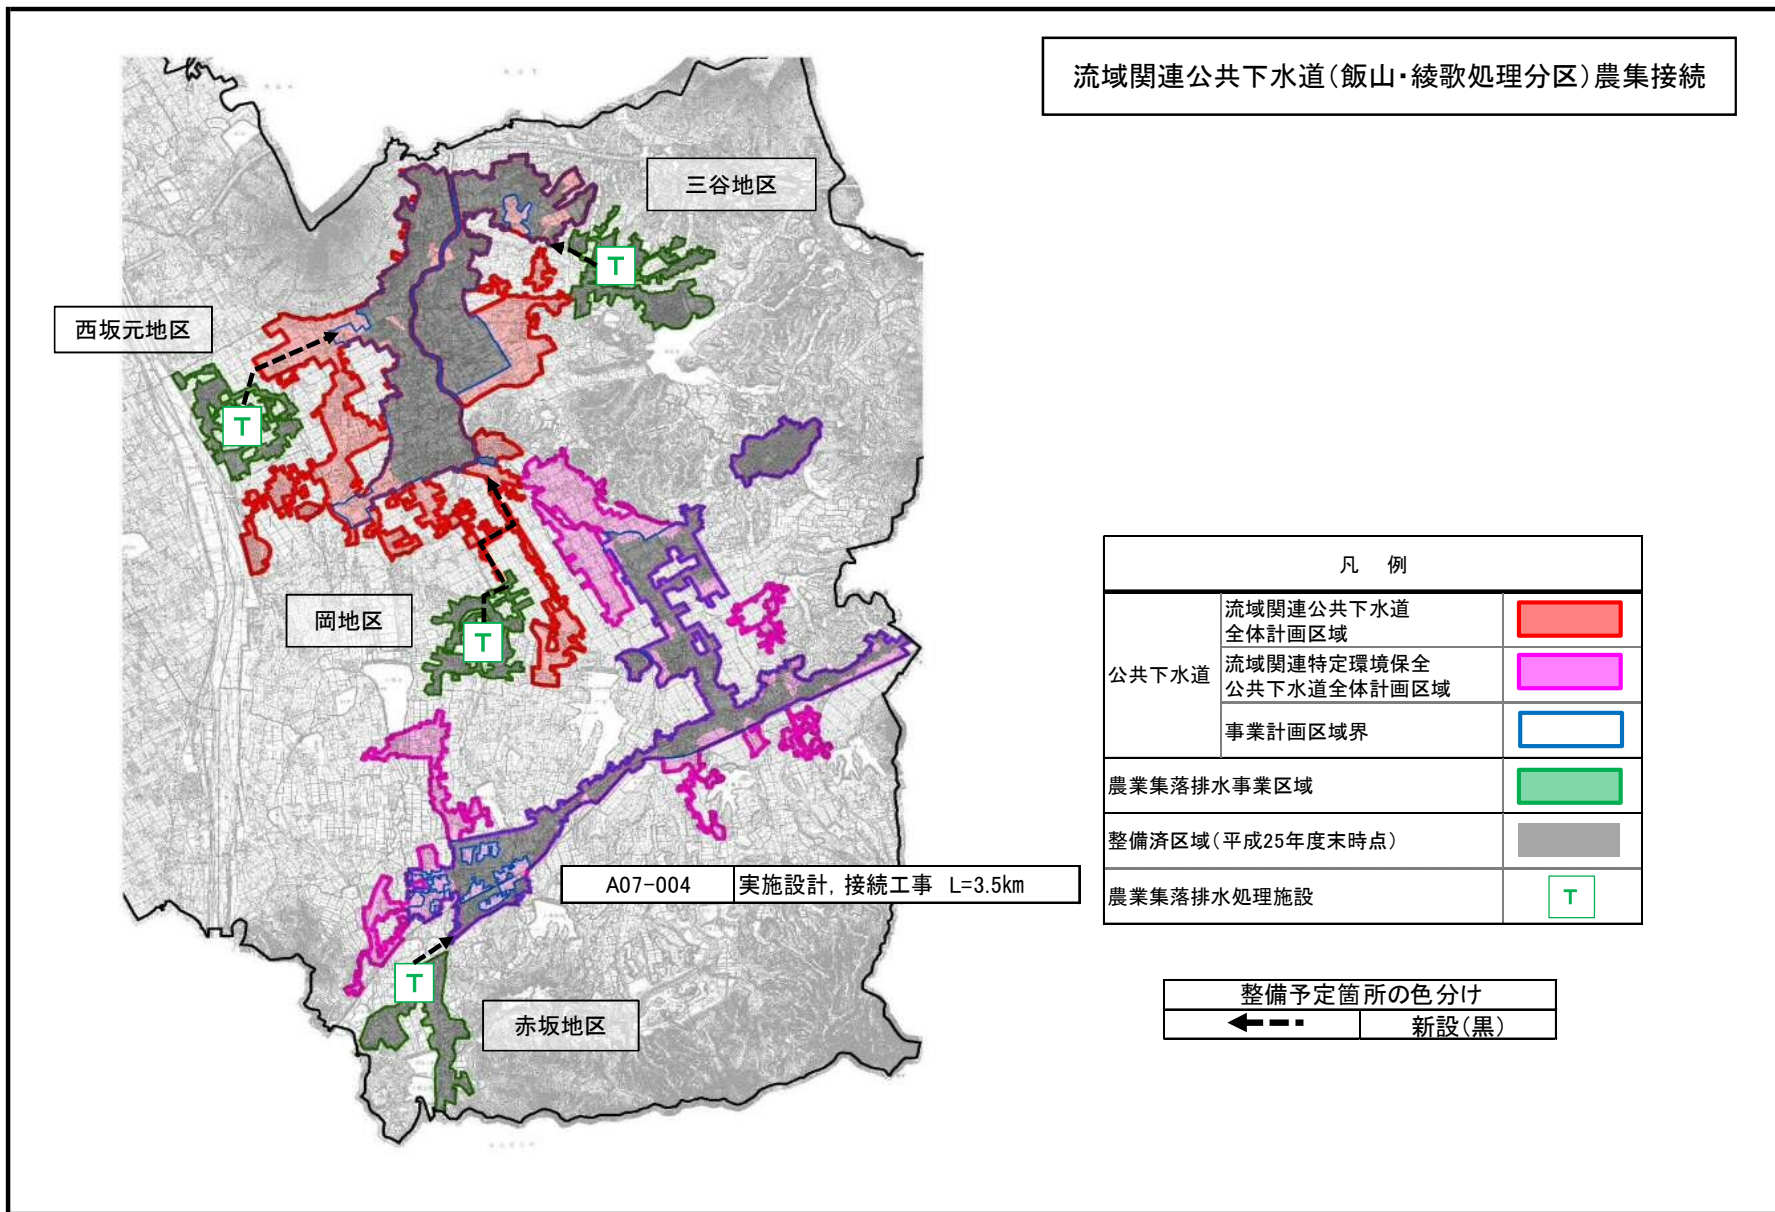 流域関連公共下水道(飯山・綾歌処理分区)農集接続
三谷地区
T
西坂元地区
T
岡地区
T
A07-004 実施設計,接続工事 L=3.5km
T
赤坂地区
凡 例
公共下水道
流域関連公共下水道
全体計画区域
流域関連特定環境保全
公共下水道全体計画区域
事業計画区域界
農業集落排水事業区域
整備済区域(平成25年度末時点)
農業集落排水処理施設 T
整備予定箇所の色分け
新設(黒)